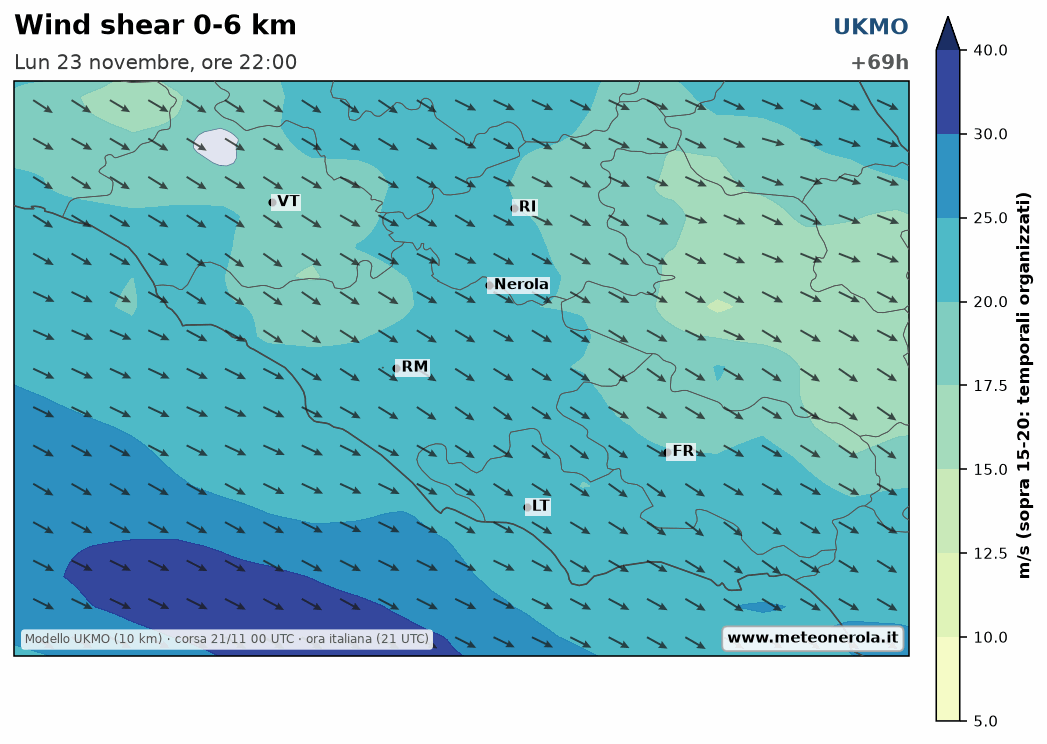 Wind shear 0-6 km
UKMO
Lun 23 novembre, ore 22:00
+69h
40.0
30.0
25.0
20.0
17.5
15.0
12.5
10.0
5.0
m/s (sopra 15-20: temporali organizzati)
VT
RI
Nerola
RM
FR
LT
Modello UKMO (10 km) · corsa 21/11 00 UTC · ora italiana (21 UTC)
www.meteonerola.it